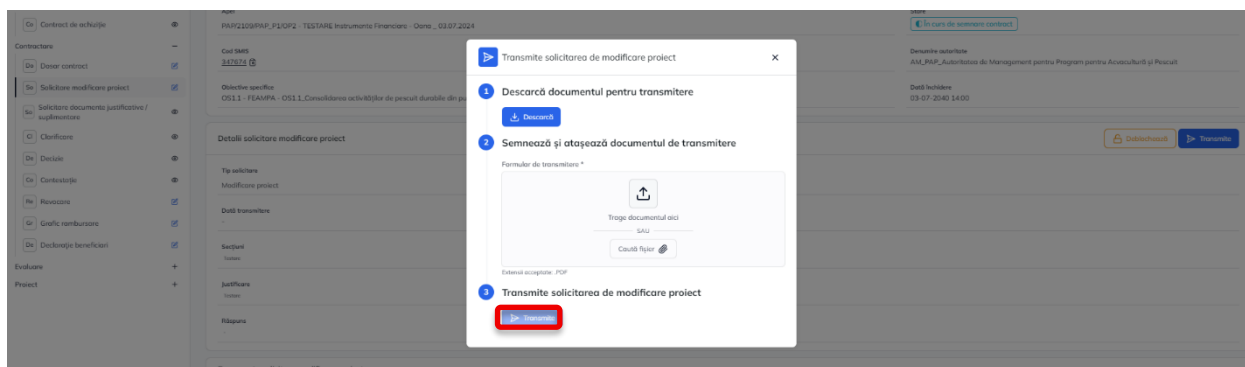 Co Contract de achiziție
Contractare
Do Dosar contract
So Solicitare modificare proiect
So Solicitare documente justificative /
suplimentare
Cl Clarificare
De Decizie
Co Contestație
Re Revocare
Gr Grafic rambursare
De Declarație beneficiari
Evaluare
Proiect
Apel
PAP/2109/PAP_P1/OP2 - TESTARE Instrumente Financiare - Oana _ 03.07.2024
Stare
În curs de semnare contract
Cod SMIS
347874
Denumire autoritate
AM_PAP_Autoritatea de Management pentru Program pentru Acvacultură și Pescuit
Obiective specifice
OS1.1 - FEAMPA - OS1.1_Consolidarea activităților de pescuit durabile din pu
Dată închidere
03-07-2040 14:00
Detalii solicitare modificare proiect
Deblochează
Transmite
Tip solicitare
Modificare proiect
Dată transmitere
-
Secțiuni
Justificare
Răspuns
-
Transmite solicitarea de modificare proiect
1 Descarcă documentul pentru transmitere
Descarcă
2 Semnează și atașează documentul de transmitere
Formular de transmitere *
Trage documentul aici
SAU
Caută fișier
Extensii acceptate: .PDF
3 Transmite solicitarea de modificare proiect
Transmite